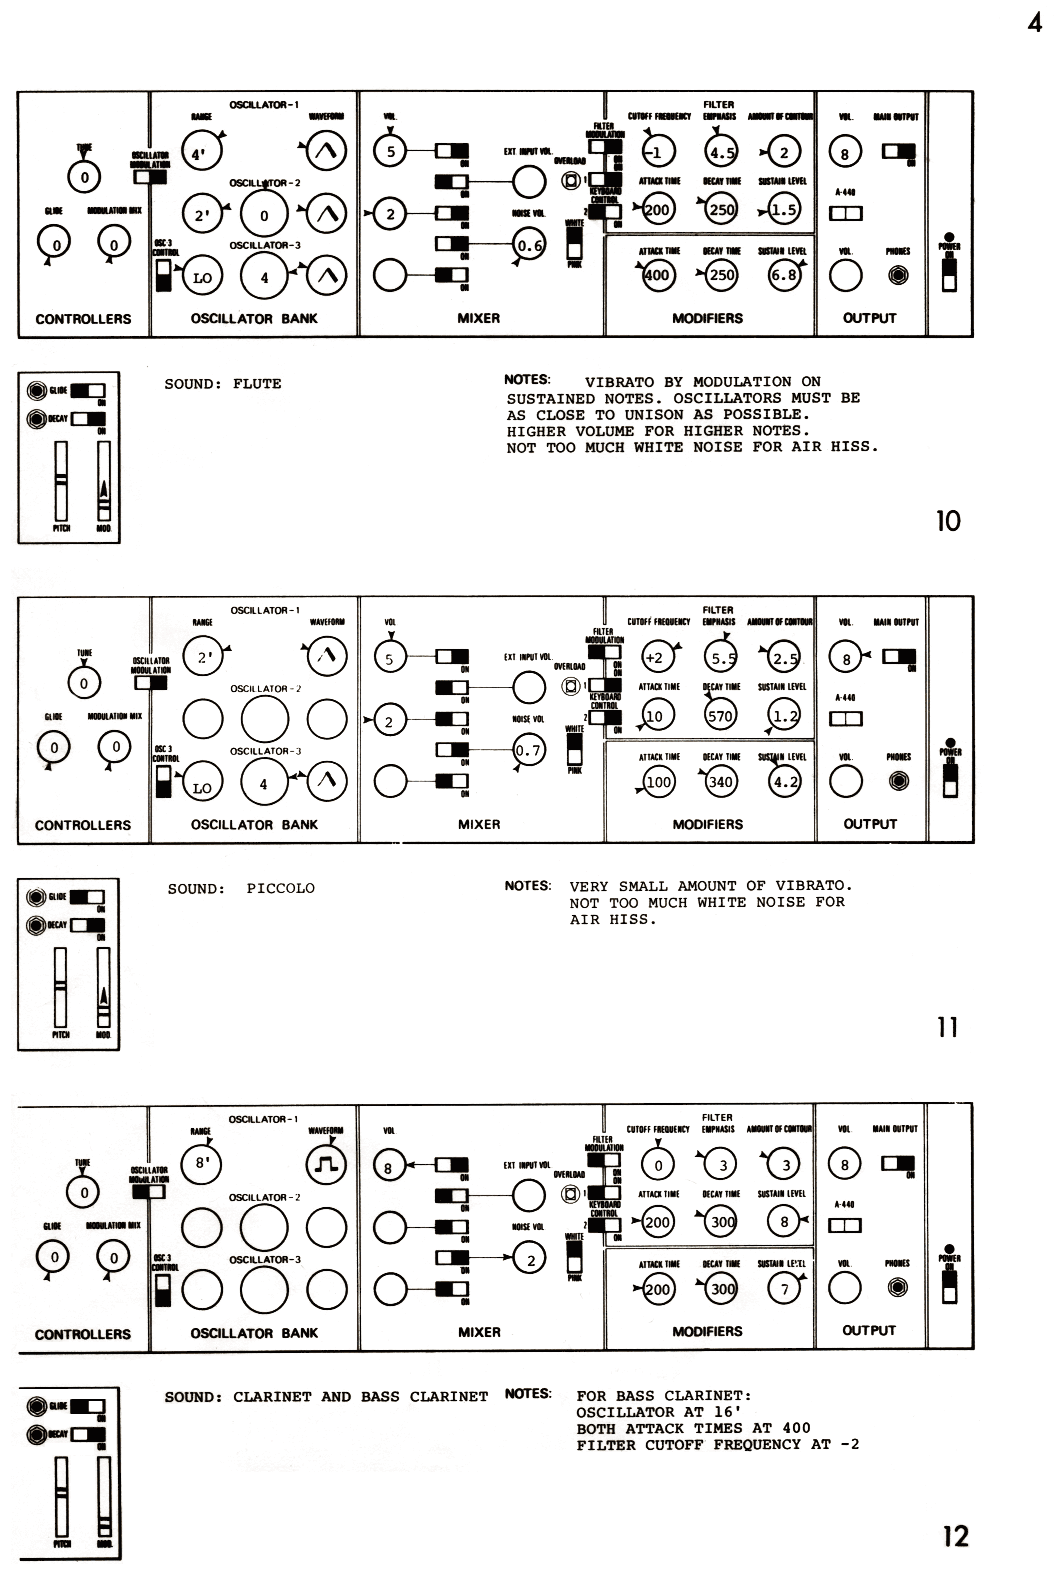 4
OSCILLATOR-1
FILTER
RANGE
WAVEFORM
VOL.
CUTOFF FREQUENCY
EMPHASIS
AMOUNT OF CONTOUR
VOL.
MAIN OUTPUT
FILTER
MODULATION
TUNE
OSCILLATOR
MODULATION
4'
5
ON
EXT INPUT VOL.
OVERLOAD
ON
ON
-1
4.5
2
8
ON
0
OSCILLATOR-2
ON
1
KEYBOARD
CONTROL
ATTACK TIME
DECAY TIME
SUSTAIN LEVEL
A-440
GLIDE
MODULATION MIX
2'
0
2
ON
NOISE VOL.
2
ON
200
250
1.5
WHITE
0
0
OSC 3
CONTROL
OSCILLATOR-3
ON
0.6
PINK
ATTACK TIME
DECAY TIME
SUSTAIN LEVEL
VOL.
PHONES
POWER
ON
LO
4
ON
400
250
6.8
CONTROLLERS
OSCILLATOR BANK
MIXER
MODIFIERS
OUTPUT
GLIDE
ON
DECAY
ON
PITCH
MOD.
SOUND: FLUTE
NOTES: VIBRATO BY MODULATION ON
SUSTAINED NOTES. OSCILLATORS MUST BE
AS CLOSE TO UNISON AS POSSIBLE.
HIGHER VOLUME FOR HIGHER NOTES.
NOT TOO MUCH WHITE NOISE FOR AIR HISS.
10
OSCILLATOR-1
FILTER
RANGE
WAVEFORM
VOL
CUTOFF FREQUENCY
EMPHASIS
AMOUNT OF CONTOUR
VOL.
MAIN OUTPUT
FILTER
MODULATION
TUNE
OSCILLATOR
MODULATION
2'
5
ON
EXT INPUT VOL.
OVERLOAD
ON
ON
+2
5.5
2.5
8
ON
0
OSCILLATOR-2
ON
1
KEYBOARD
CONTROL
ATTACK TIME
DECAY TIME
SUSTAIN LEVEL
A-440
GLIDE
MODULATION MIX
2
ON
NOISE VOL
2
ON
10
570
1.2
WHITE
0
0
OSC 3
CONTROL
OSCILLATOR-3
ON
0.7
PINK
ATTACK TIME
DECAY TIME
SUSTAIN LEVEL
VOL.
PHONES
POWER
ON
LO
4
ON
100
340
4.2
CONTROLLERS
OSCILLATOR BANK
MIXER
MODIFIERS
OUTPUT
GLIDE
ON
DECAY
ON
PITCH
MOD.
SOUND: PICCOLO
NOTES: VERY SMALL AMOUNT OF VIBRATO.
NOT TOO MUCH WHITE NOISE FOR
AIR HISS.
11
OSCILLATOR-1
FILTER
RANGE
WAVEFORM
VOL
CUTOFF FREQUENCY
EMPHASIS
AMOUNT OF CONTOUR
VOL
MAIN OUTPUT
FILTER
MODULATION
TUNE
OSCILLATOR
MODULATION
8'
8
ON
EXT INPUT VOL
OVERLOAD
ON
ON
0
3
3
8
ON
0
OSCILLATOR-2
ON
1
KEYBOARD
CONTROL
ATTACK TIME
DECAY TIME
SUSTAIN LEVEL
A-440
GLIDE
MODULATION MIX
ON
NOISE VOL
2
ON
200
300
8
WHITE
0
0
OSC 3
CONTROL
OSCILLATOR-3
ON
2
PINK
ATTACK TIME
DECAY TIME
SUSTAIN LEVEL
VOL.
PHONES
POWER
ON
ON
200
300
7
CONTROLLERS
OSCILLATOR BANK
MIXER
MODIFIERS
OUTPUT
GLIDE
ON
DECAY
ON
PITCH
MOD.
SOUND: CLARINET AND BASS CLARINET
NOTES: FOR BASS CLARINET:
OSCILLATOR AT 16'
BOTH ATTACK TIMES AT 400
FILTER CUTOFF FREQUENCY AT -2
12